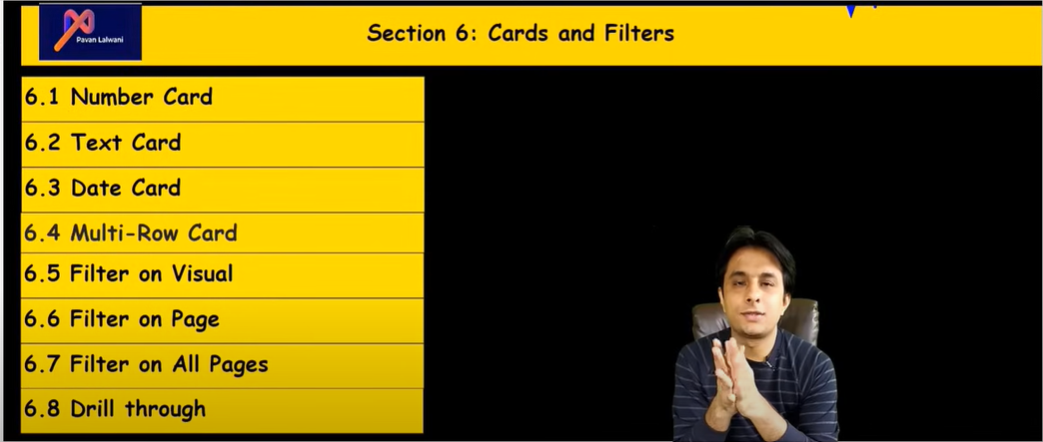 Pavan Lalwani
Section 6: Cards and Filters
6.1 Number Card
6.2 Text Card
6.3 Date Card
6.4 Multi-Row Card
6.5 Filter on Visual
6.6 Filter on Page
6.7 Filter on All Pages
6.8 Drill through